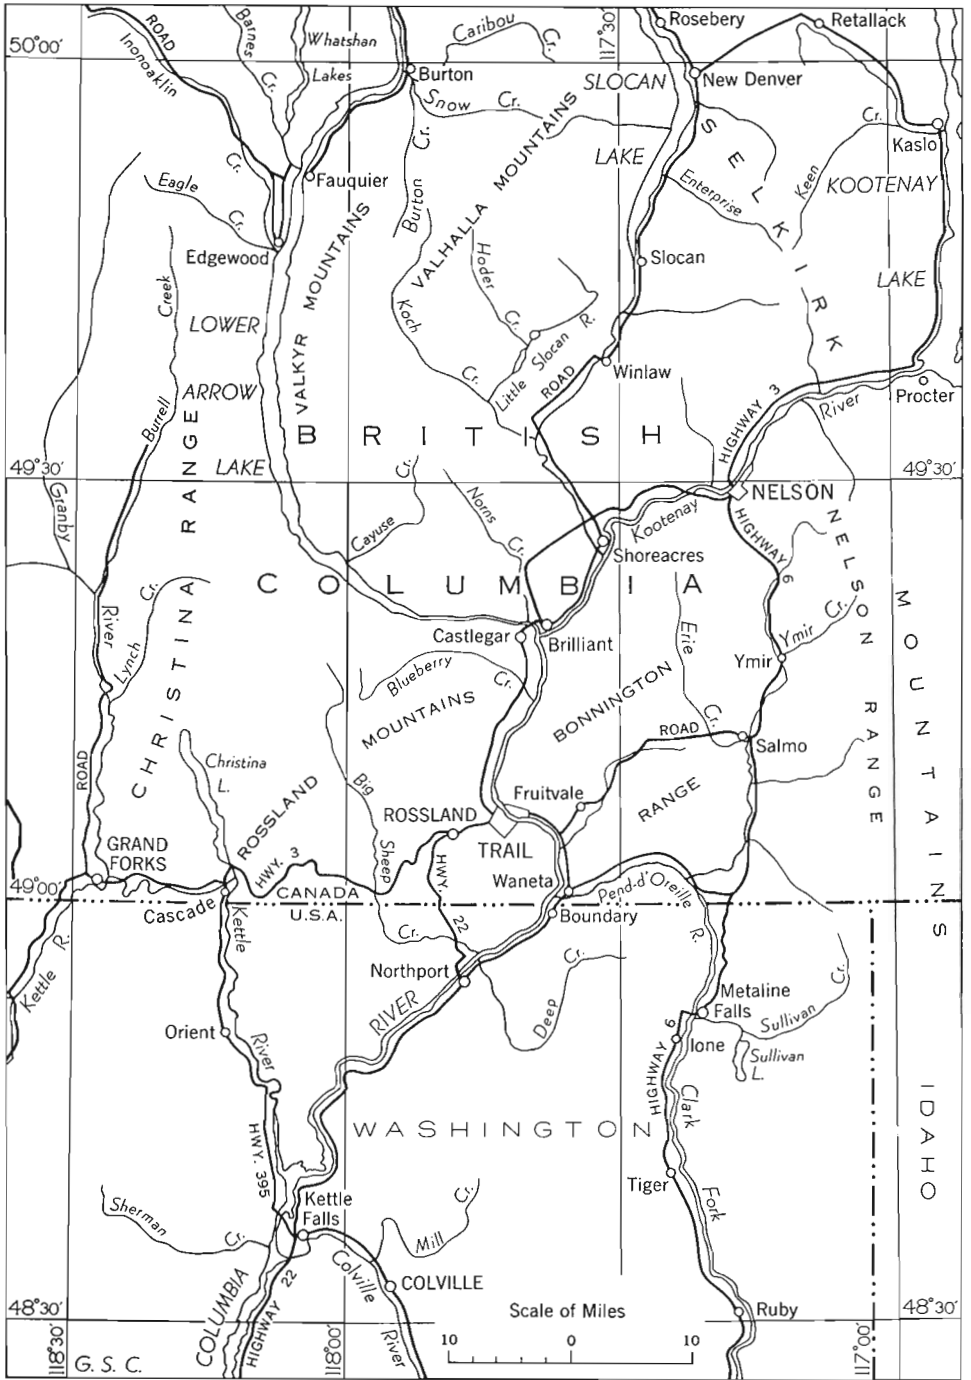 117°30'
Rosebery
Retallack
50°00'
50°00'
ROAD
Inonoaklin
Cr.
Barnes
Cr.
Whatshan
Lakes
Caribou
Cr.
Burton
Snow Cr.
SLOCAN
LAKE
New Denver
Kaslo
Keen
Cr.
KOOTENAY
LAKE
Eagle
Cr.
Fauquier
Burton
Cr.
VALHALLA MOUNTAINS
Enterprise
SELKIRK
Edgewood
VALKYR MOUNTAINS
Hoder
Cr.
Slocan
Creek
Burrell
LOWER
ARROW
LAKE
Koch
Cr.
Little Slocan R.
ROAD
Winlaw
HIGHWAY 3
River
Procter
BRITISH
COLUMBIA
49°30'
49°30'
Granby
River
CHRISTINA RANGE
Cayuse
Cr.
Norns
Cr.
Kootenay
NELSON
Shoreacres
HIGHWAY 6
NELSON RANGE
MOUNTAINS
Lynch
Cr.
Castlegar
Brilliant
Erie
Cr.
Ymir
Ymir
Cr.
Blueberry
Cr.
ROSSLAND MOUNTAINS
BONNINGTON
RANGE
ROAD
Salmo
ROAD
Christina
L.
Big
Sheep
Cr.
Fruitvale
ROSSLAND
TRAIL
GRAND
FORKS
HWY. 3
HWY. 22
Waneta
Pend-d'Oreille
R.
49°00'
CANADA
U.S.A.
Cascade
Boundary
Kettle
River
Kettle
R.
Northport
RIVER
Deep
Cr.
Metaline
Falls
Sullivan
Cr.
Orient
Ione
Sullivan
L.
HIGHWAY 6
Clark
Fork
IDAHO
WASHINGTON
HWY. 395
Tiger
Sherman
Cr.
Kettle
Falls
Mill
Cr.
Colville
River
COLVILLE
COLUMBIA
HIGHWAY 22
Scale of Miles
Ruby
48°30'
48°30'
10 0 10
118°30'
118°00'
117°00'
G.S.C.